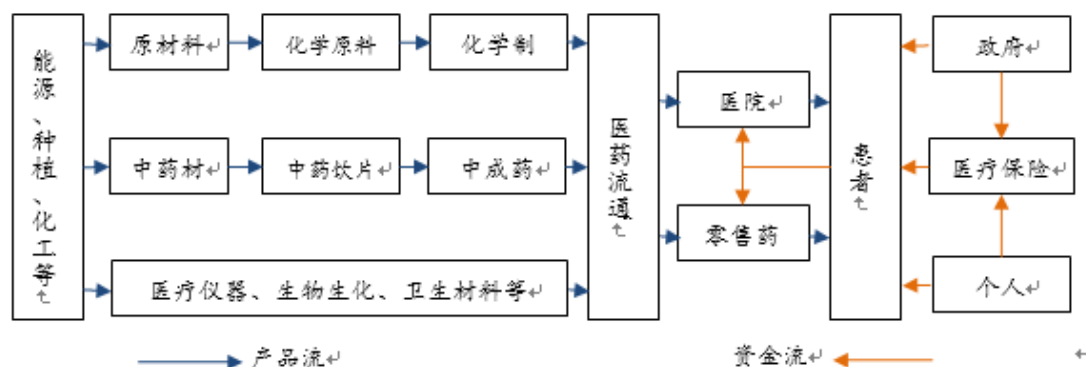 能源、种植、化工等↵
原材料↵
化学原料
化学制
中药材↵
中药饮片↵
中成药↵
医疗仪器、生物生化、卫生材料等↵
医药流通↵
医院↵
零售药
患者↵
政府↵
医疗保险↵
个人↵
产品流↵
资金流↵
↵